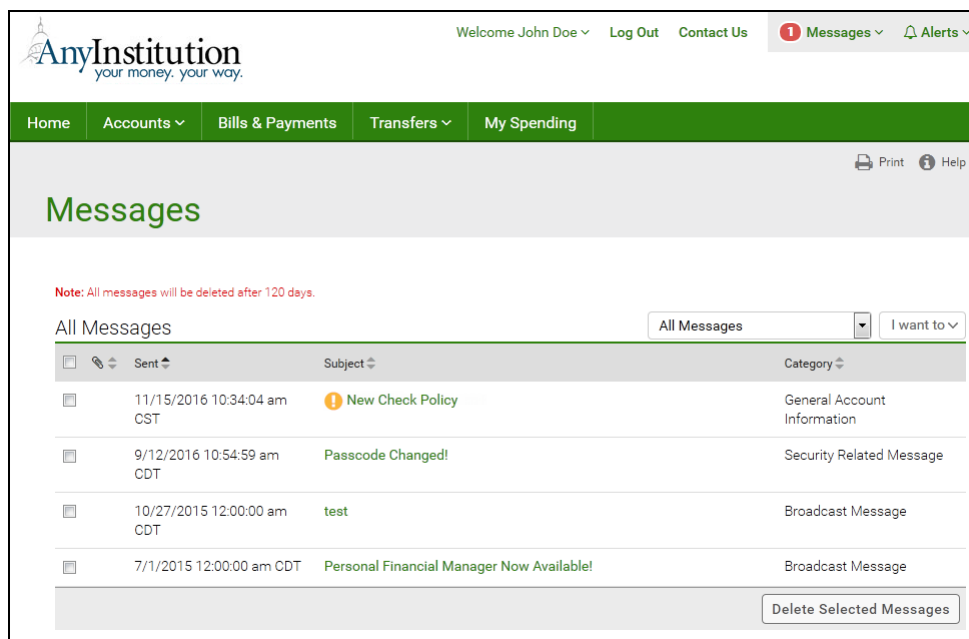 AnyInstitution
your money. your way.
Welcome John Doe Log Out Contact Us 1 Messages Alerts
Home Accounts Bills & Payments Transfers My Spending
Print Help
Messages
Note: All messages will be deleted after 120 days.
All Messages All Messages I want to
Sent Subject Category
11/15/2016 10:34:04 am New Check Policy General Account
CST Information
9/12/2016 10:54:59 am Passcode Changed! Security Related Message
CDT
10/27/2015 12:00:00 am test Broadcast Message
CDT
7/1/2015 12:00:00 am CDT Personal Financial Manager Now Available! Broadcast Message
Delete Selected Messages